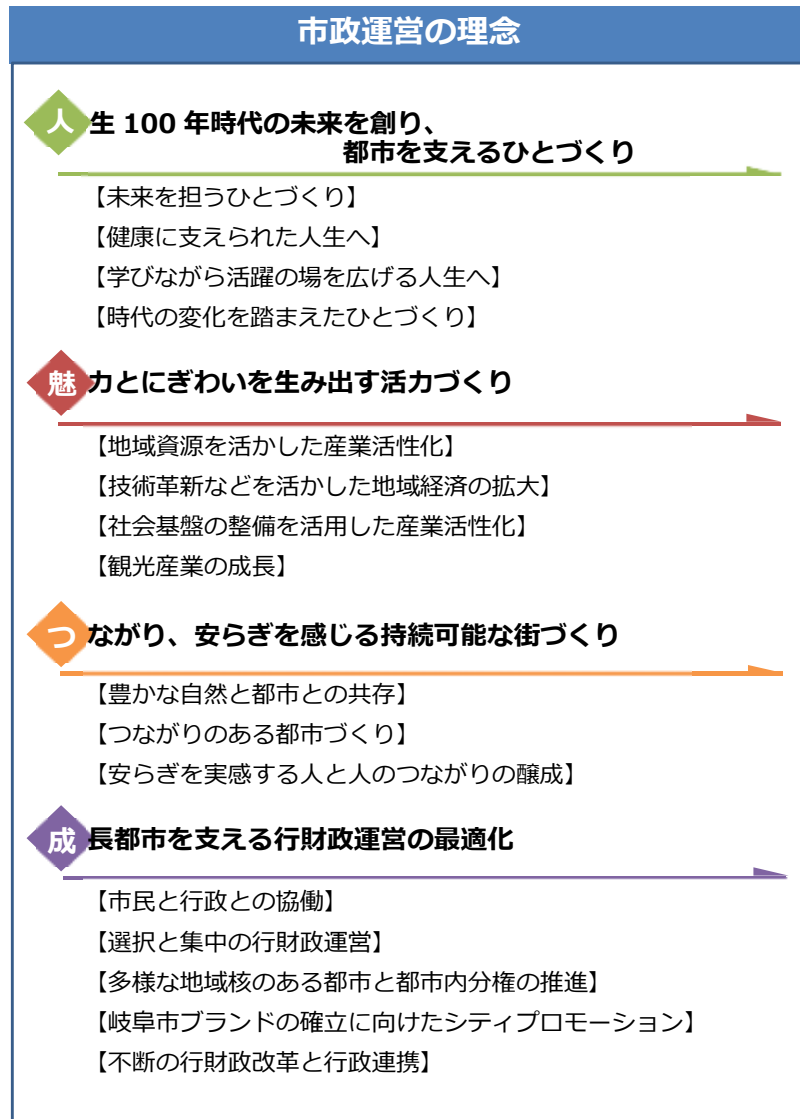 市政運営の理念
人生 100 年時代の未来を創り、
都市を支えるひとづくり
【未来を担うひとづくり】
【健康に支えられた人生へ】
【学びながら活躍の場を広げる人生へ】
【時代の変化を踏まえたひとづくり】
魅力とにぎわいを生み出す活力づくり
【地域資源を活かした産業活性化】
【技術革新などを活かした地域経済の拡大】
【社会基盤の整備を活用した産業活性化】
【観光産業の成長】
つながり、安らぎを感じる持続可能な街づくり
【豊かな自然と都市との共存】
【つながりのある都市づくり】
【安らぎを実感する人と人のつながりの醸成】
成長都市を支える行財政運営の最適化
【市民と行政との協働】
【選択と集中の行財政運営】
【多様な地域核のある都市と都市内分権の推進】
【岐阜市ブランドの確立に向けたシティプロモーション】
【不断の行財政改革と行政連携】